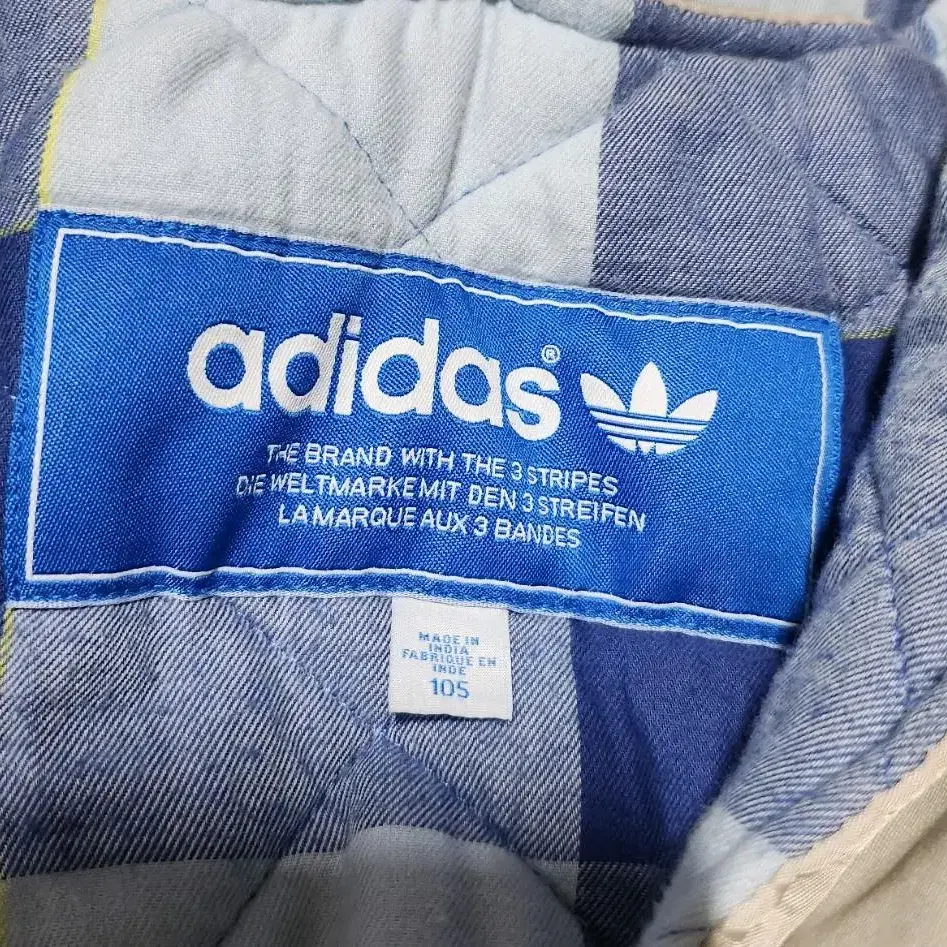 adidas®
THE BRAND WITH THE 3 STRIPES
DIE WELTMARKE MIT DEN 3 STREIFEN
LA MARQUE AUX 3 BANDES
MADE IN
INDIA
FABRIQUE EN
INDE
105